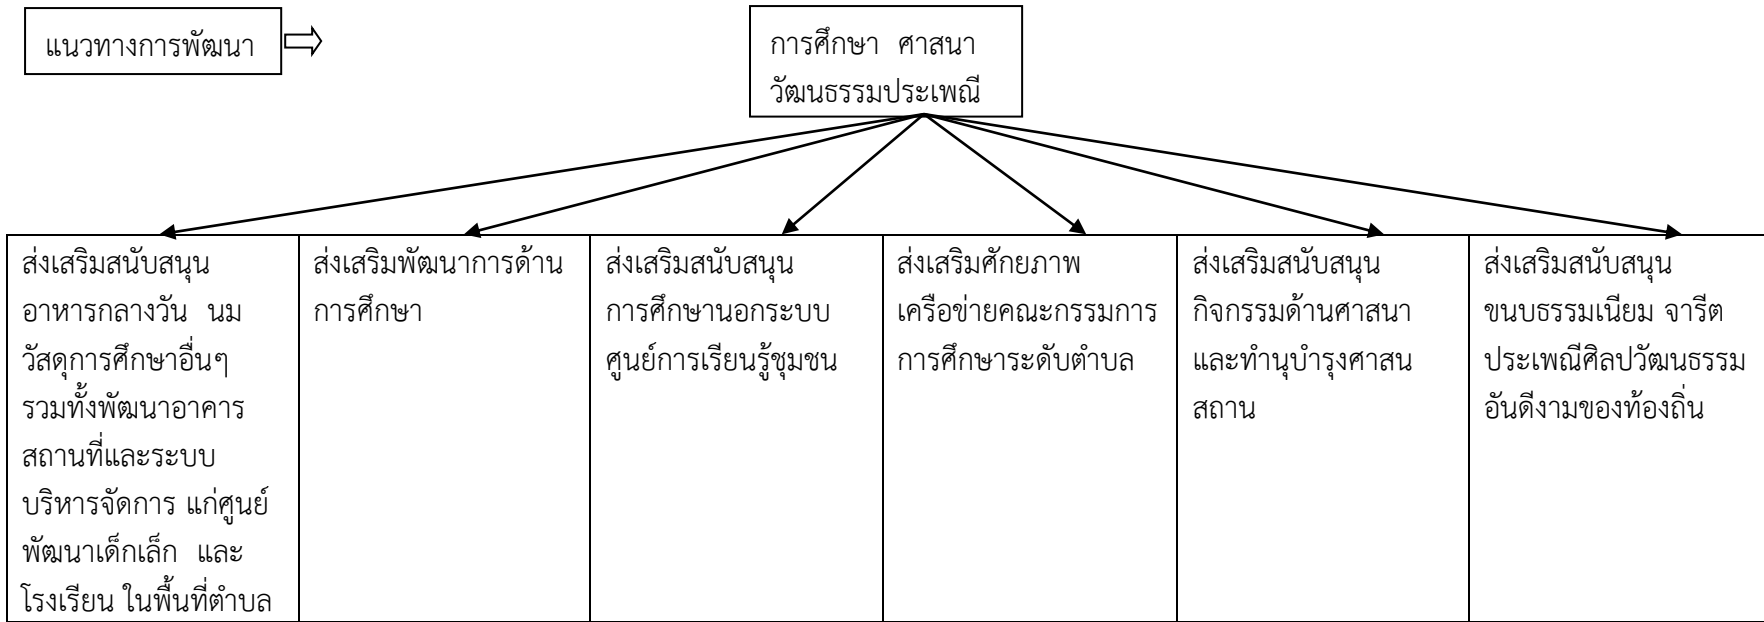 แนวทางการพัฒนา
การศึกษา ศาสนา
วัฒนธรรมประเพณี
ส่งเสริมสนับสนุน
อาหารกลางวัน นม
วัสดุการศึกษาอื่นๆ
รวมทั้งพัฒนาอาคาร
สถานที่และระบบ
บริหารจัดการ แก่ศูนย์
พัฒนาเด็กเล็ก และ
โรงเรียน ในพื้นที่ตำบล
ส่งเสริมพัฒนาการด้าน
การศึกษา
ส่งเสริมสนับสนุน
การศึกษานอกระบบ
ศูนย์การเรียนรู้ชุมชน
ส่งเสริมศักยภาพ
เครือข่ายคณะกรรมการ
การศึกษาระดับตำบล
ส่งเสริมสนับสนุน
กิจกรรมด้านศาสนา
และทำนุบำรุงศาสน
สถาน
ส่งเสริมสนับสนุน
ขนบธรรมเนียม จารีต
ประเพณีศิลปวัฒนธรรม
อันดีงามของท้องถิ่น